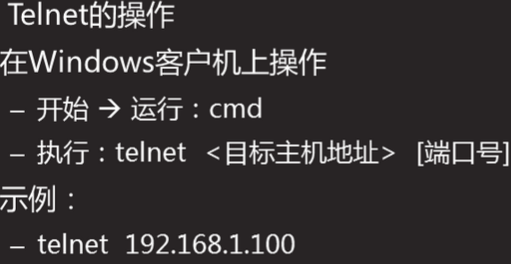 Telnet的操作
在Windows客户机上操作
– 开始 → 运行：cmd
– 执行：telnet <目标主机地址> [端口号]
示例：
– telnet 192.168.1.100